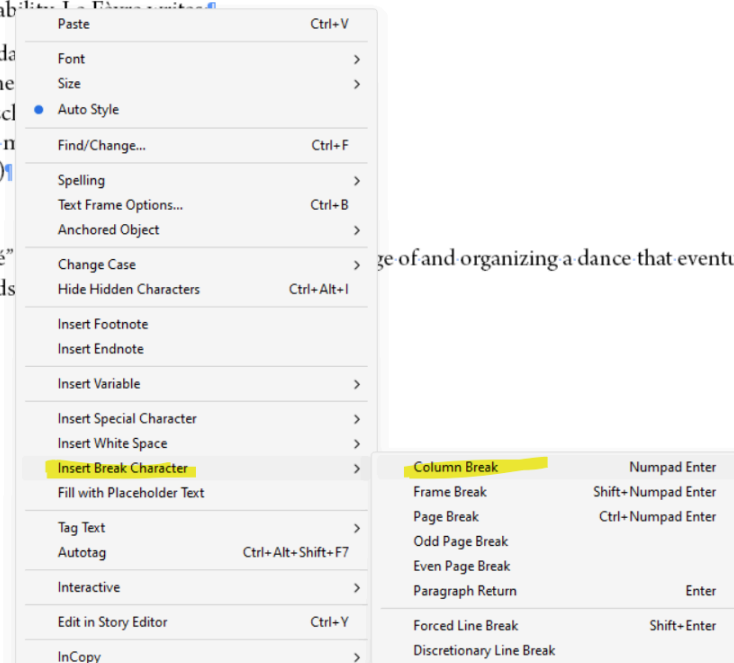 Paste Ctrl+V
Font
Size
Auto Style
Find/Change... Ctrl+F
Spelling
Text Frame Options... Ctrl+B
Anchored Object
ge of and organizing a dance that eventu
Change Case
Hide Hidden Characters Ctrl+Alt+I
Insert Footnote
Insert Endnote
Insert Variable
Insert Special Character
Insert White Space
Insert Break Character
Column Break Numpad Enter
Fill with Placeholder Text
Frame Break Shift+Numpad Enter
Page Break Ctrl+Numpad Enter
Tag Text
Odd Page Break
Autotag Ctrl+Alt+Shift+F7
Even Page Break
Interactive
Paragraph Return Enter
Edit in Story Editor Ctrl+Y
Forced Line Break Shift+Enter
Discretionary Line Break
InCopy